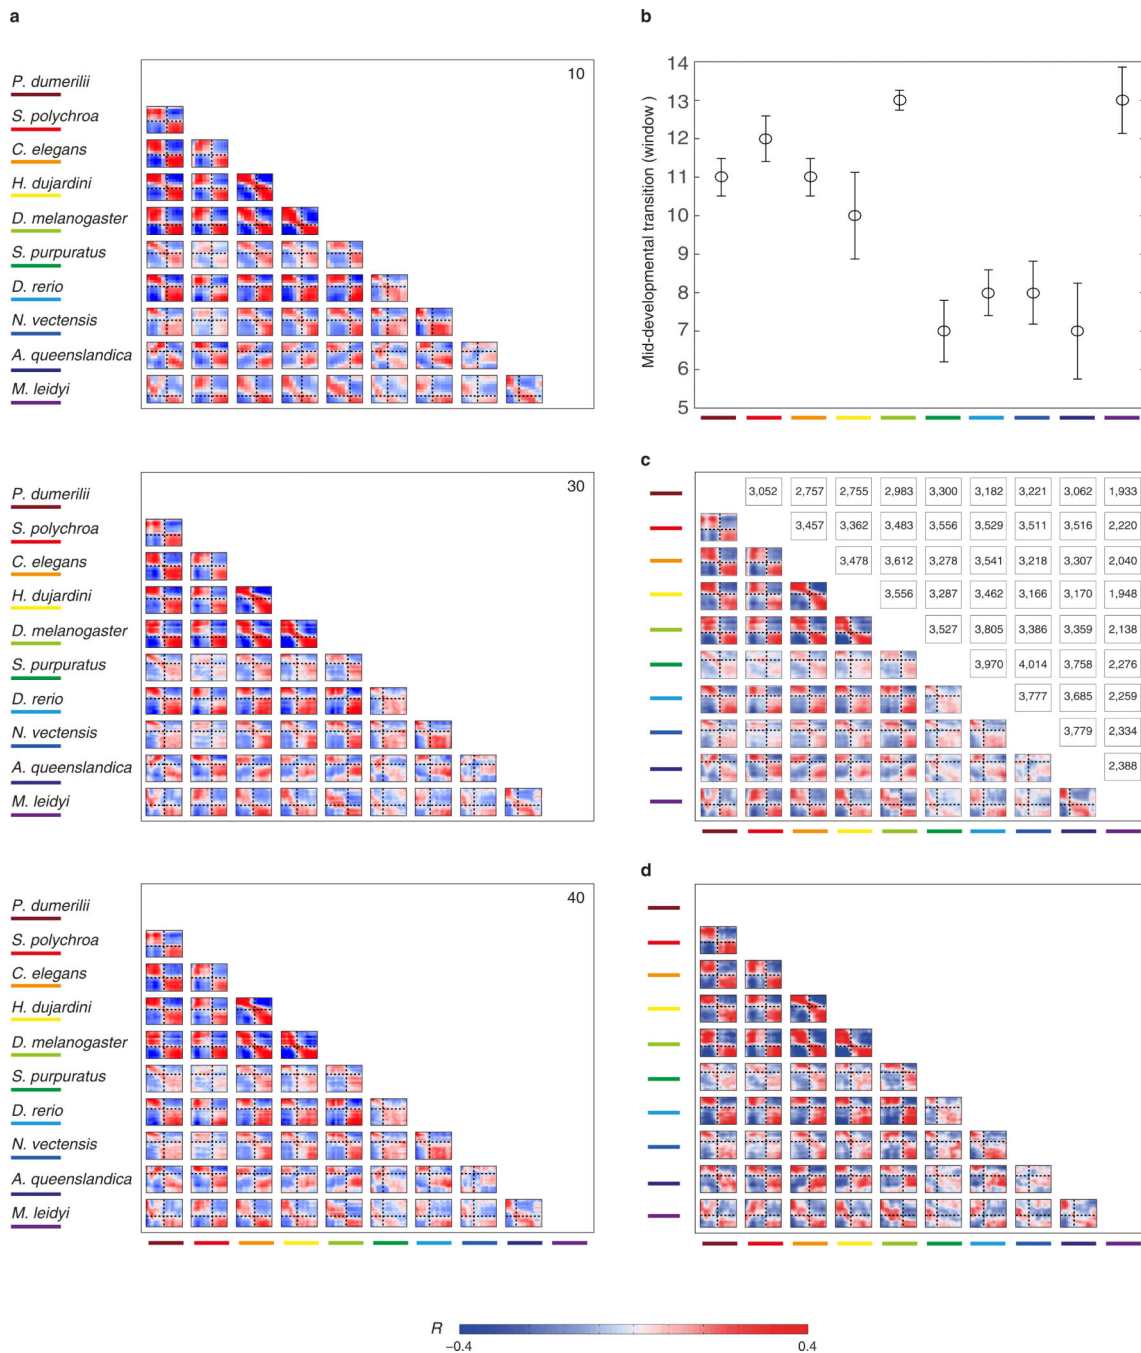 a
10
P. dumerilii
S. polychroa
C. elegans
H. dujardini
D. melanogaster
S. purpuratus
D. rerio
N. vectensis
A. queenslandica
M. leidyi
30
P. dumerilii
S. polychroa
C. elegans
H. dujardini
D. melanogaster
S. purpuratus
D. rerio
N. vectensis
A. queenslandica
M. leidyi
40
P. dumerilii
S. polychroa
C. elegans
H. dujardini
D. melanogaster
S. purpuratus
D. rerio
N. vectensis
A. queenslandica
M. leidyi
b
Mid-developmental transition (window )
14
13
12
11
10
9
8
7
6
5
c
3,052 2,757 2,755 2,983 3,300 3,182 3,221 3,062 1,933
3,457 3,362 3,483 3,556 3,529 3,511 3,516 2,220
3,478 3,612 3,278 3,541 3,218 3,307 2,040
3,556 3,287 3,462 3,166 3,170 1,948
3,527 3,805 3,386 3,359 2,138
3,970 4,014 3,758 2,276
3,777 3,685 2,259
3,779 2,334
2,388
d
R
−0.4 0.4